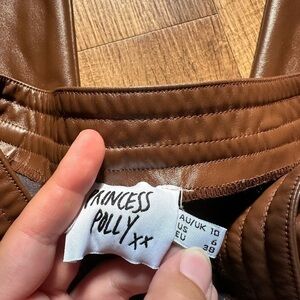 PRINCESS
POLLY xx
AU/UK 10
US 6
EU 38